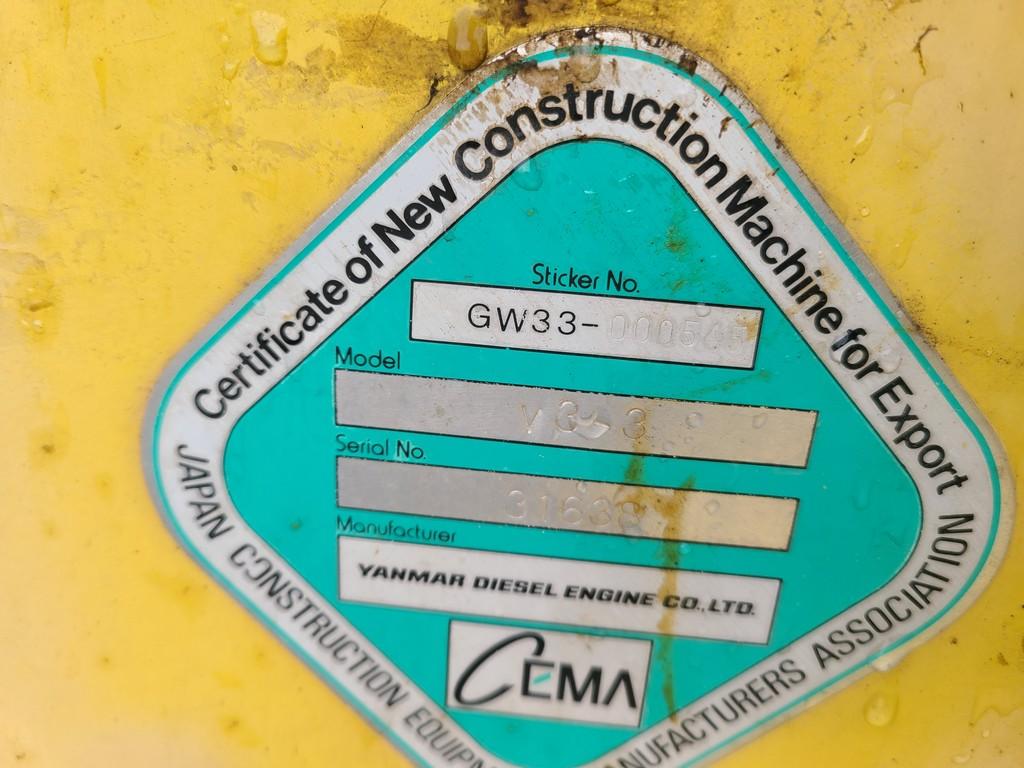 Certificate of New Construction Machine for Export
Sticker No.
GW33-
Model
Serial No.
Manufacturer
YANMAR DIESEL ENGINE CO., LTD.
CEMA
JAPAN CONSTRUCTION ASSOCIATION